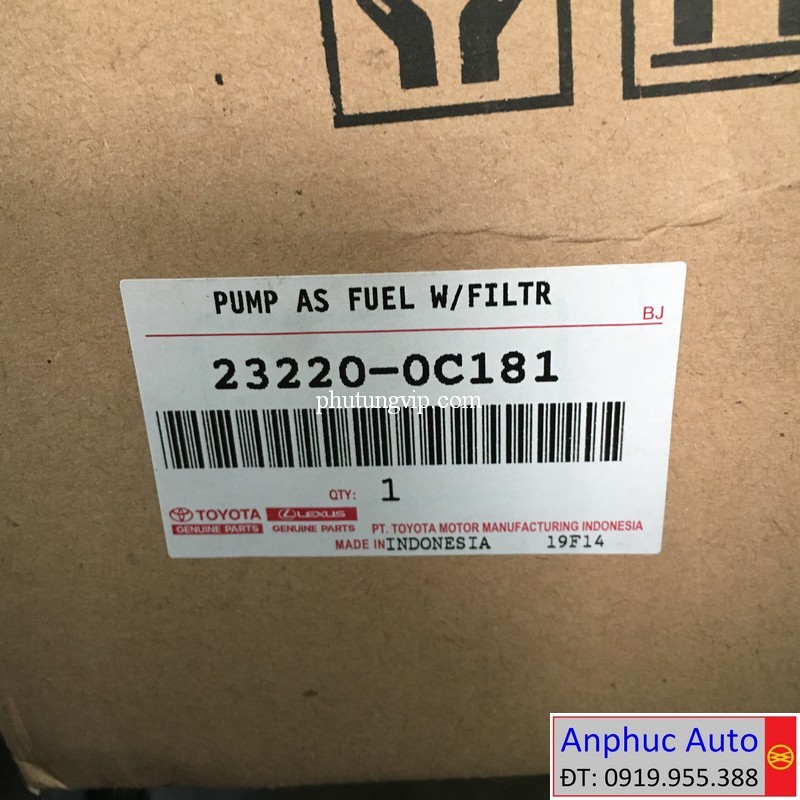 PUMP AS FUEL W/FILTR
BJ
23220-0C181
phutungvip.com
QTY: 1
TOYOTA LEXUS
GENUINE PARTS GENUINE PARTS
PT. TOYOTA MOTOR MANUFACTURING INDONESIA
MADE IN INDONESIA 19F14
Anphuc Auto
ĐT: 0919.955.388